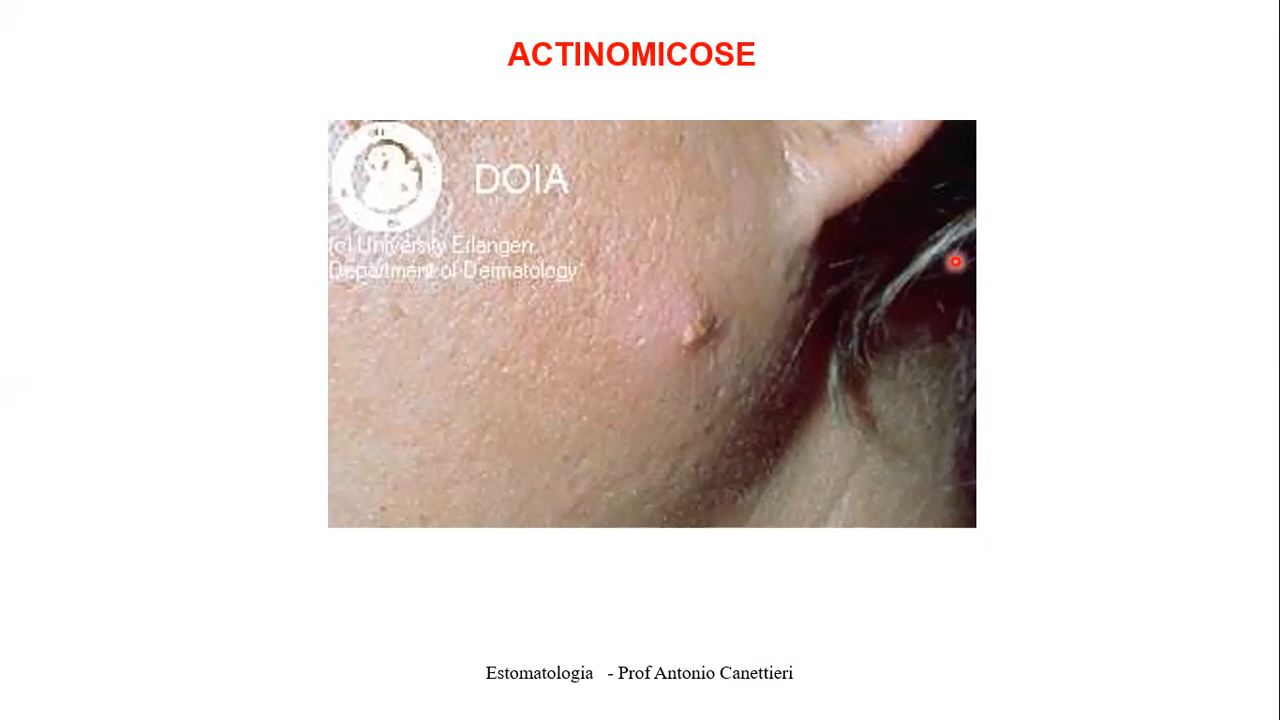 ACTINOMICOSE
DOIA
(c) University Erlangen
Department of Dermatology
Estomatologia - Prof Antonio Canettieri